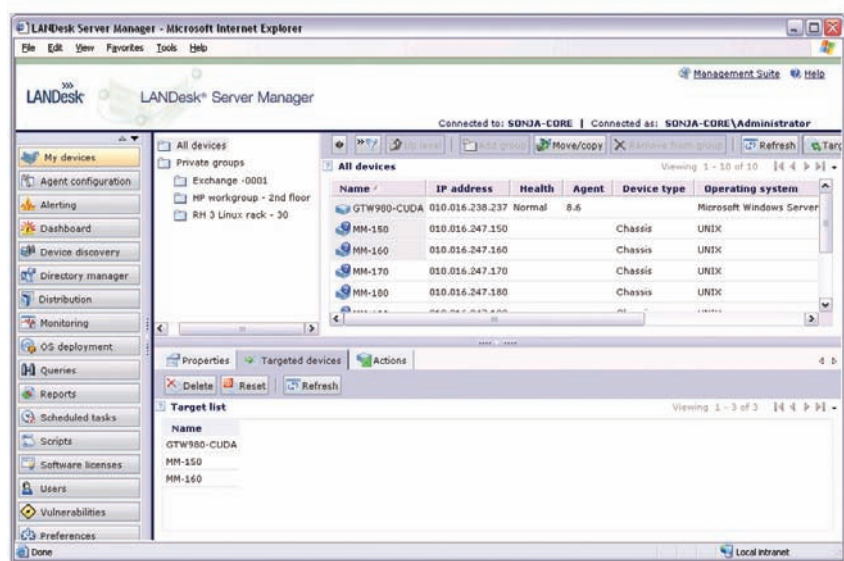 LANDesk Server Manager - Microsoft Internet Explorer
File Edit View Favorites Tools Help
LANDesk
LANDesk® Server Manager
Management Suite Help
Connected to: SONJA-CORE | Connected as: SONJA-CORE\Administrator
My devices
Agent configuration
Alerting
Dashboard
Device discovery
Directory manager
Distribution
Monitoring
OS deployment
Queries
Reports
Scheduled tasks
Scripts
Software licenses
Users
Vulnerabilities
Preferences
All devices
Private groups
Exchange -0001
HP workgroup - 2nd floor
RH 3 Linux rack - 30
Up level Add group Move/copy Remove from group Refresh Targ
All devices Viewing 1 - 10 of 10
Name / IP address Health Agent Device type Operating system
GTW980-CUDA 010.016.238.237 Normal 8.6 Microsoft Windows Server
MM-150 010.016.247.150 Chassis UNIX
MM-160 010.016.247.160 Chassis UNIX
MM-170 010.016.247.170 Chassis UNIX
MM-180 010.016.247.180 Chassis UNIX
Properties Targeted devices Actions
Delete Reset Refresh
Target list Viewing 1 - 3 of 3
Name
GTW980-CUDA
MM-150
MM-160
Done Local intranet